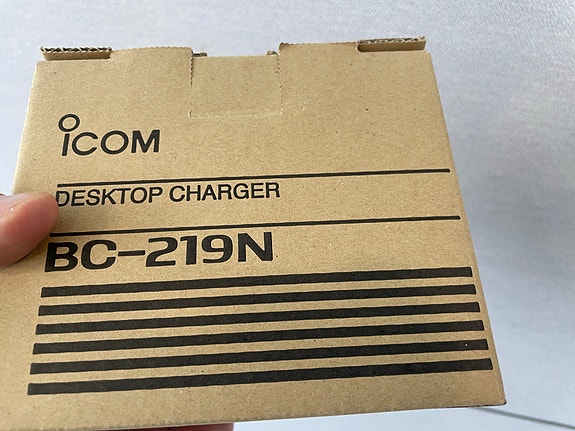 iCOM
DESKTOP CHARGER
BC-219N